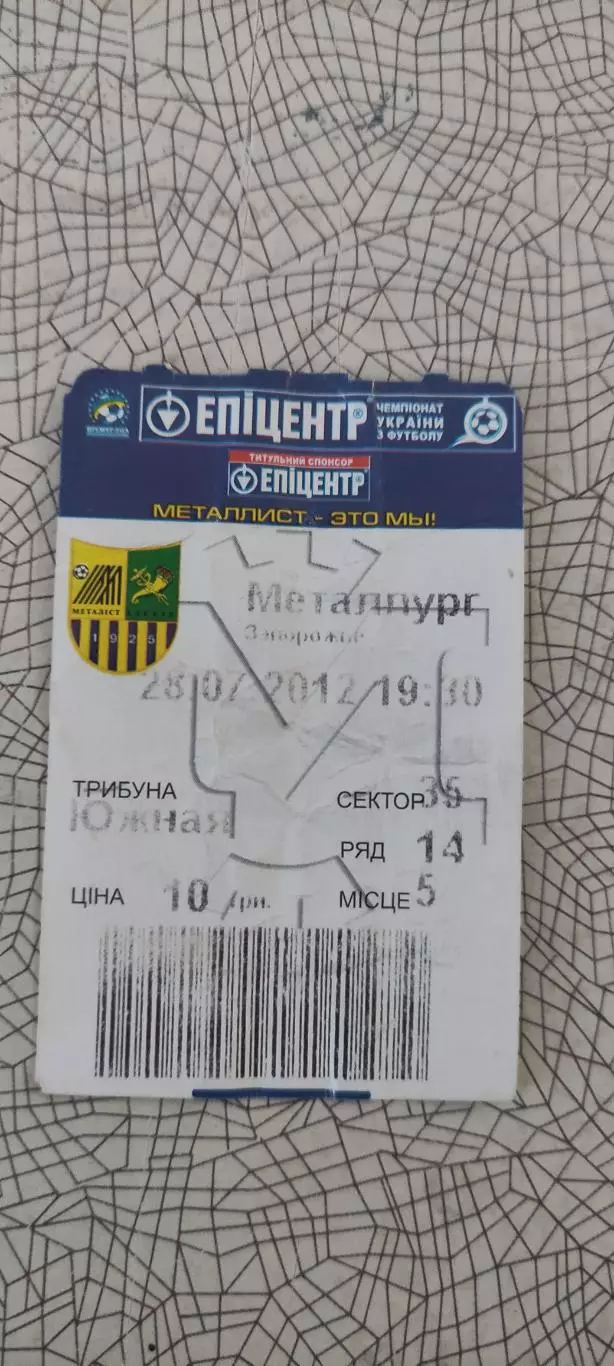 ЕПІЦЕНТР®
ЧЕМПІОНАТ
УКРАЇНИ
З ФУТБОЛУ
ТИТУЛЬНИЙ СПОНСОР
ЕПІЦЕНТР®
МЕТАЛЛИСТ - ЭТО МЫ!
МЕТАЛІСТ
1925
Металлург
Запорожье
28.07.2012 19:30
ТРИБУНА
Южная
СЕКТОР 35
РЯД 14
ЦІНА 10 грн.
МІСЦЕ 5